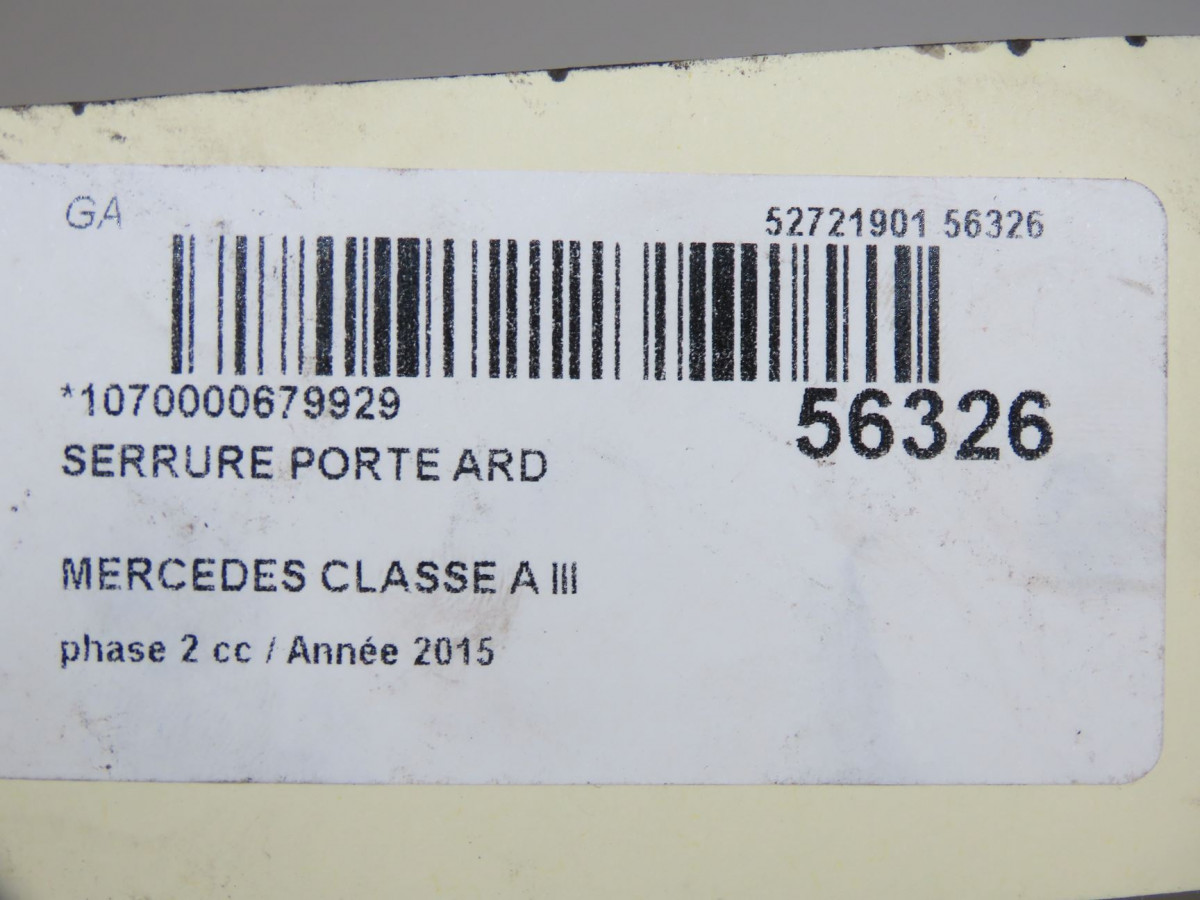 GA
52721901 56326
*1070000679929
56326
SERRURE PORTE ARD
MERCEDES CLASSE A III
phase 2 cc / Année 2015